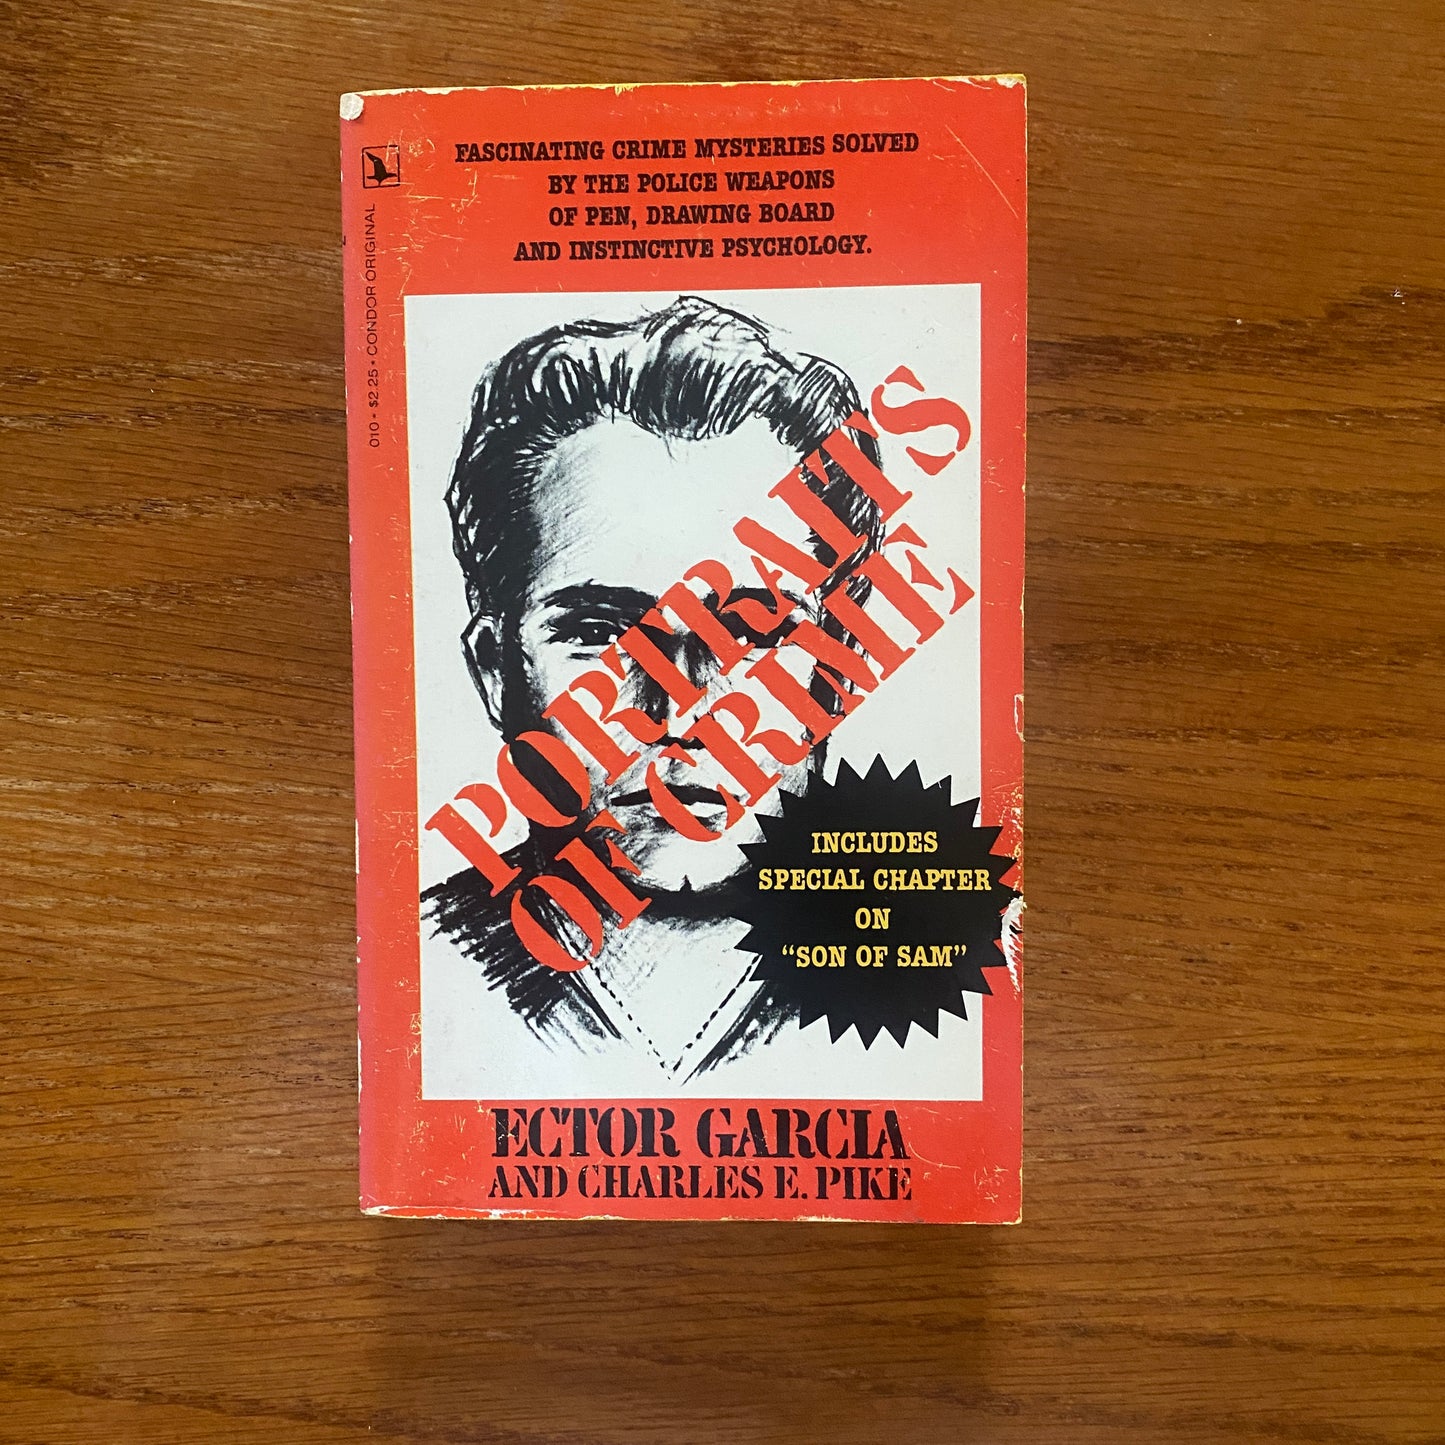 FASCINATING CRIME MYSTERIES SOLVED
BY THE POLICE WEAPONS
OF PEN, DRAWING BOARD
AND INSTINCTIVE PSYCHOLOGY.
010 • $2.25 • CONDOR ORIGINAL
PORTRAITS
OF CRIME
INCLUDES
SPECIAL CHAPTER
ON
“SON OF SAM”
ECTOR GARCIA
AND CHARLES E. PIKE